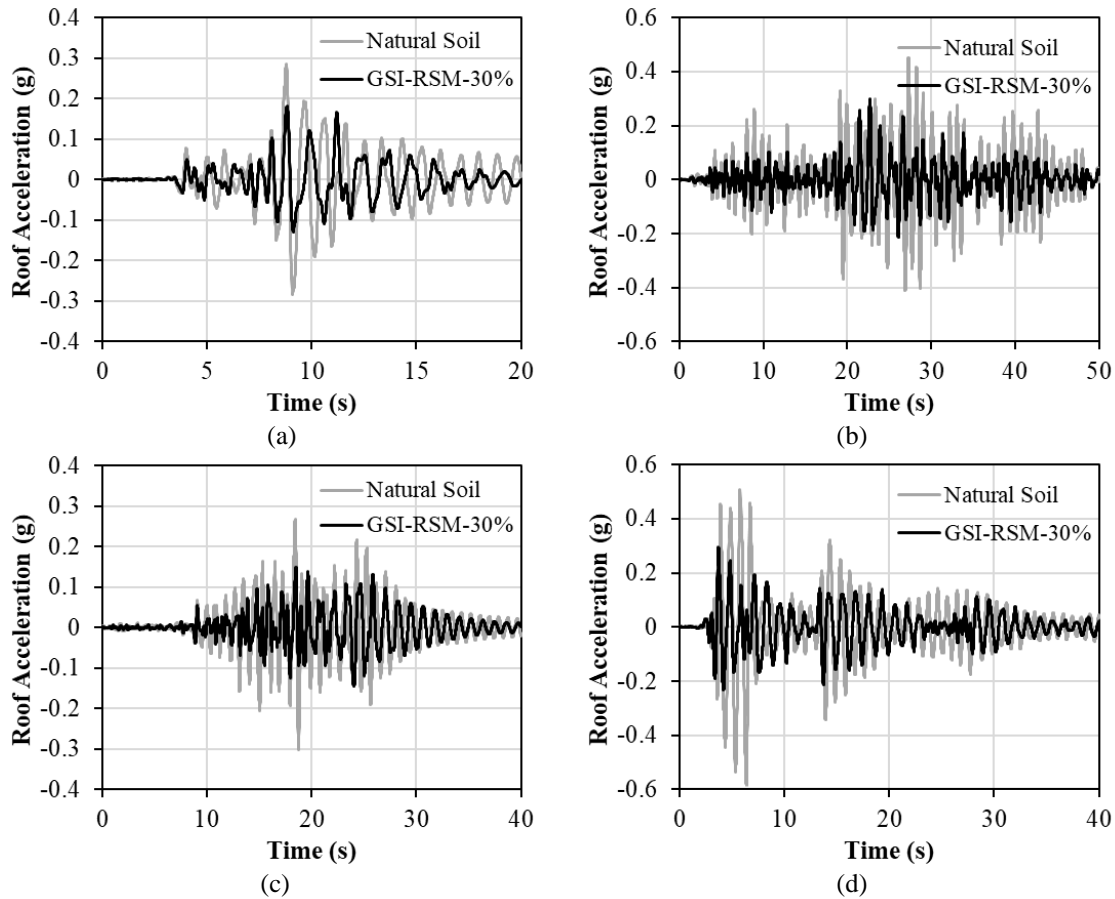 Roof Acceleration (g)
0.4
0.3
0.2
0.1
0
-0.1
-0.2
-0.3
-0.4
Natural Soil
GSI-RSM-30%
0 5 10 15 20
Time (s)
(a)
Roof Acceleration (g)
0.6
0.4
0.2
0
-0.2
-0.4
-0.6
Natural Soil
GSI-RSM-30%
0 10 20 30 40 50
Time (s)
(b)
Roof Acceleration (g)
0.4
0.3
0.2
0.1
0
-0.1
-0.2
-0.3
-0.4
Natural Soil
GSI-RSM-30%
0 10 20 30 40
Time (s)
(c)
Roof Acceleration (g)
0.6
0.4
0.2
0
-0.2
-0.4
-0.6
Natural Soil
GSI-RSM-30%
0 10 20 30 40
Time (s)
(d)